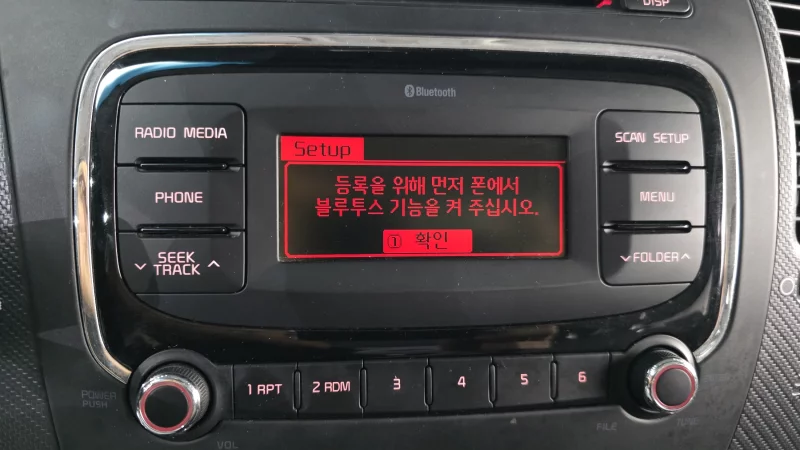 DISP
Bluetooth
RADIO MEDIA
SCAN SETUP
Setup
등록을 위해 먼저 폰에서
블루투스 기능을 켜 주십시오.
1 확인
PHONE
MENU
SEEK
TRACK
FOLDER
1 RPT
2 RDM
3
4
5
6
POWER
PUSH
VOL
FILE